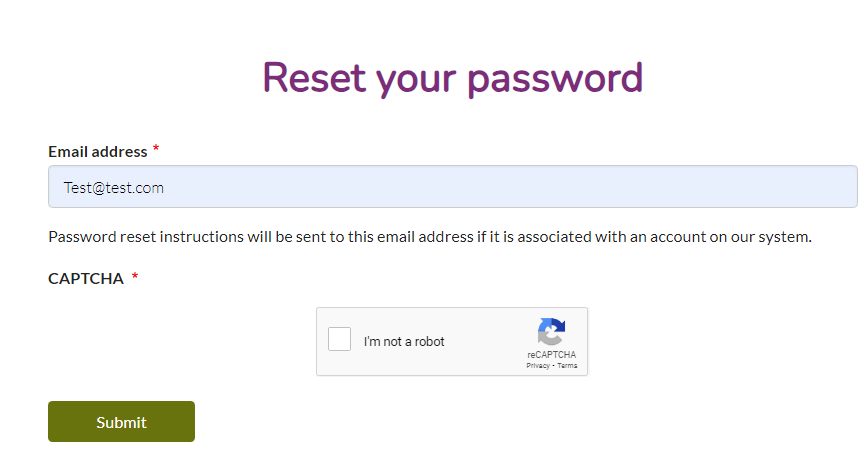 Reset your password
Email address *
Test@test.com
Password reset instructions will be sent to this email address if it is associated with an account on our system.
CAPTCHA *
I'm not a robot
reCAPTCHA
Privacy - Terms
Submit